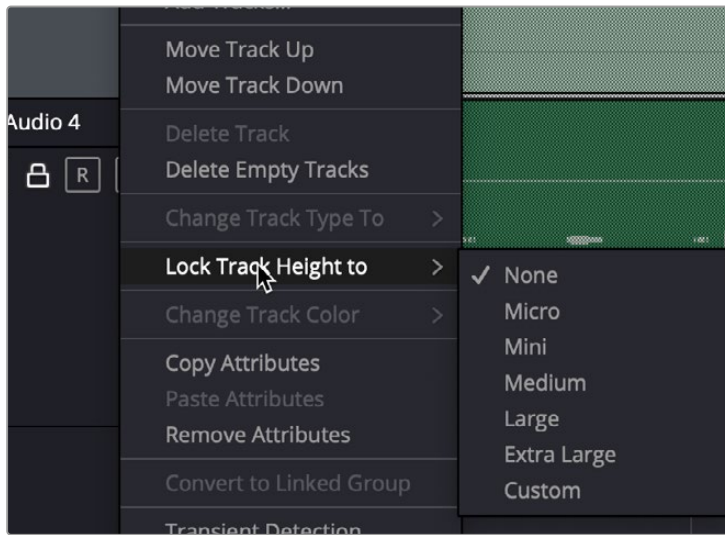 Add Tracks...
Move Track Up
Move Track Down
Audio 4
Delete Track
R
Delete Empty Tracks
Change Track Type To >
Lock Track Height to >
✓ None
Micro
Change Track Color >
Mini
Copy Attributes
Medium
Paste Attributes
Large
Remove Attributes
Extra Large
Convert to Linked Group
Custom
Transient Detection